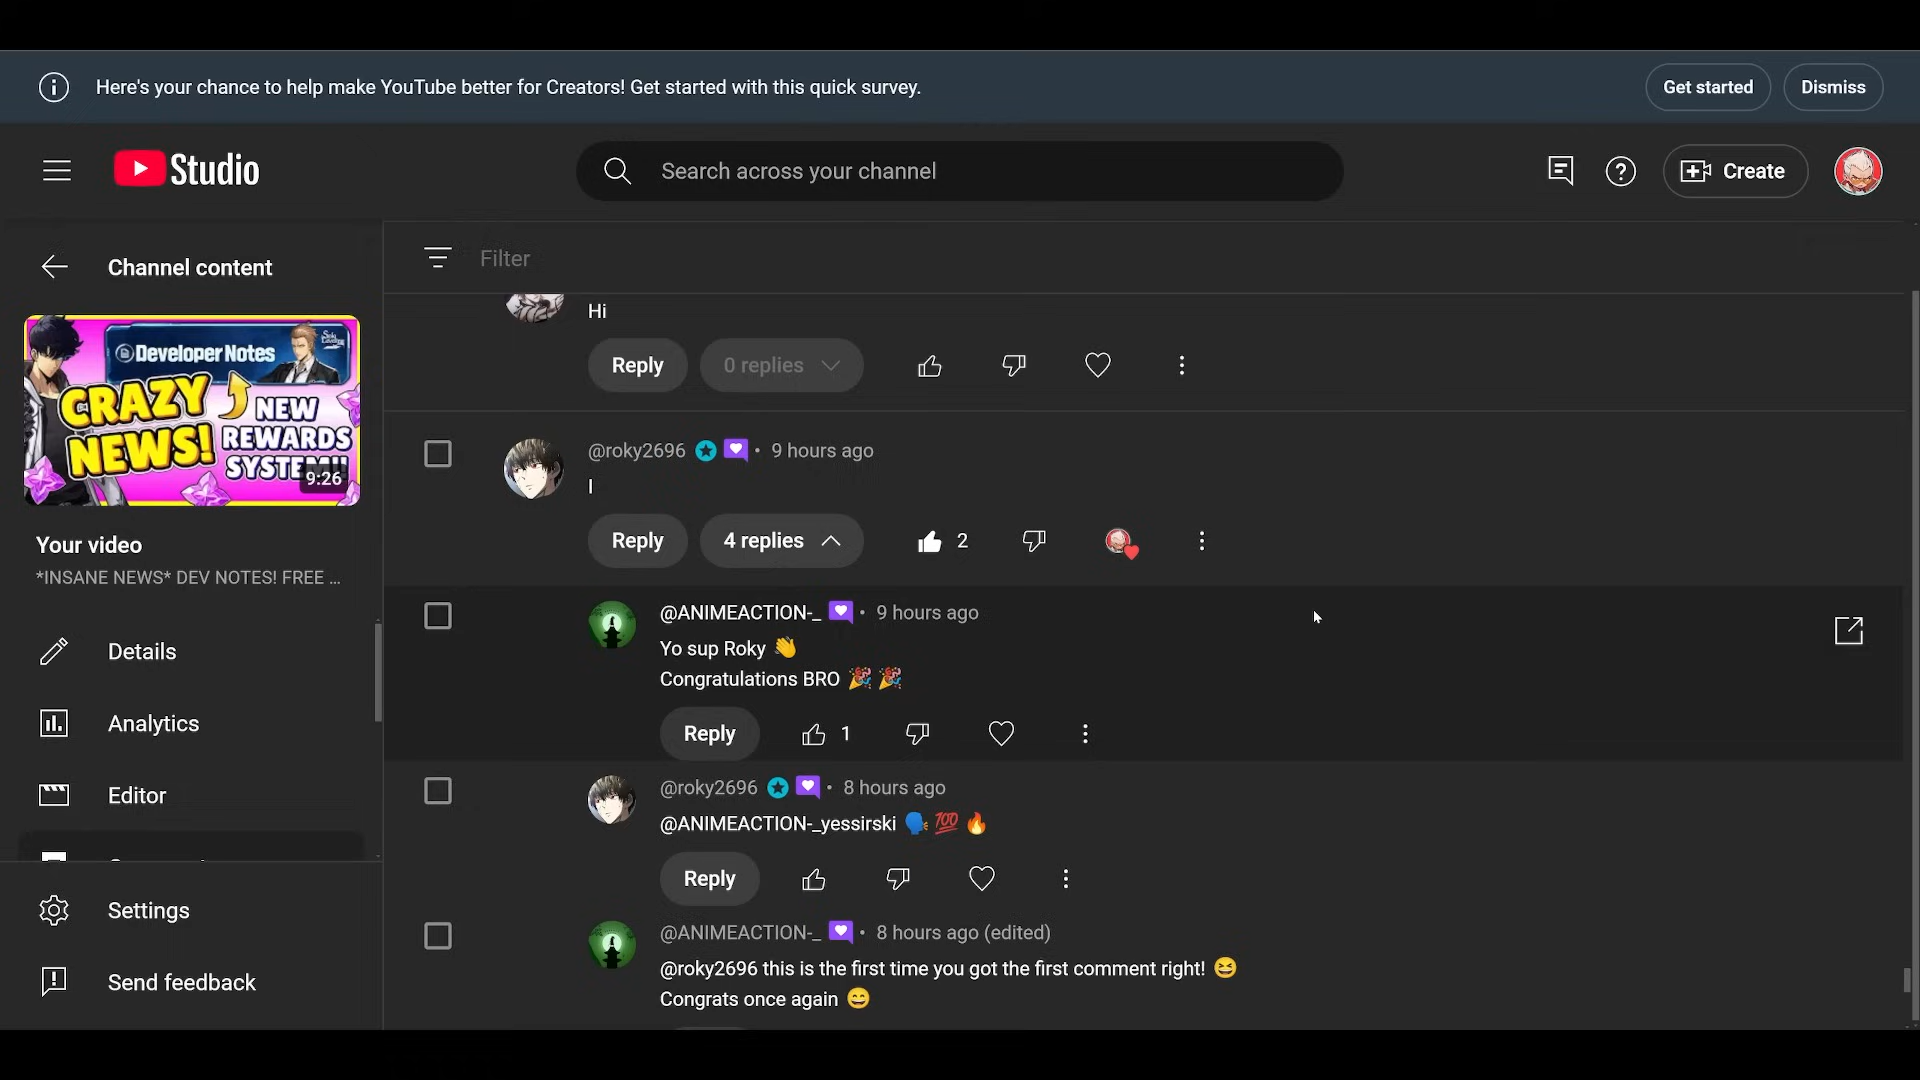 Here's your chance to help make YouTube better for Creators! Get started with this quick survey.
Get started
Dismiss
Studio
Search across your channel
Create
Channel content
Filter
Developer Notes
CRAZY
NEWS!
NEW
REWARDS
SYSTEM!!
9:26
Your video
*INSANE NEWS* DEV NOTES! FREE ...
Details
Analytics
Editor
Settings
Send feedback
Hi
Reply
0 replies
@roky2696 • 9 hours ago
I
Reply
4 replies
2
@ANIMEACTION-_ • 9 hours ago
Yo sup Roky 👋
Congratulations BRO 🎉 🎉
Reply
1
@roky2696 • 8 hours ago
@ANIMEACTION-_yessirski 🗣️ 💯 🔥
Reply
@ANIMEACTION-_ • 8 hours ago (edited)
@roky2696 this is the first time you got the first comment right! 😆
Congrats once again 😄